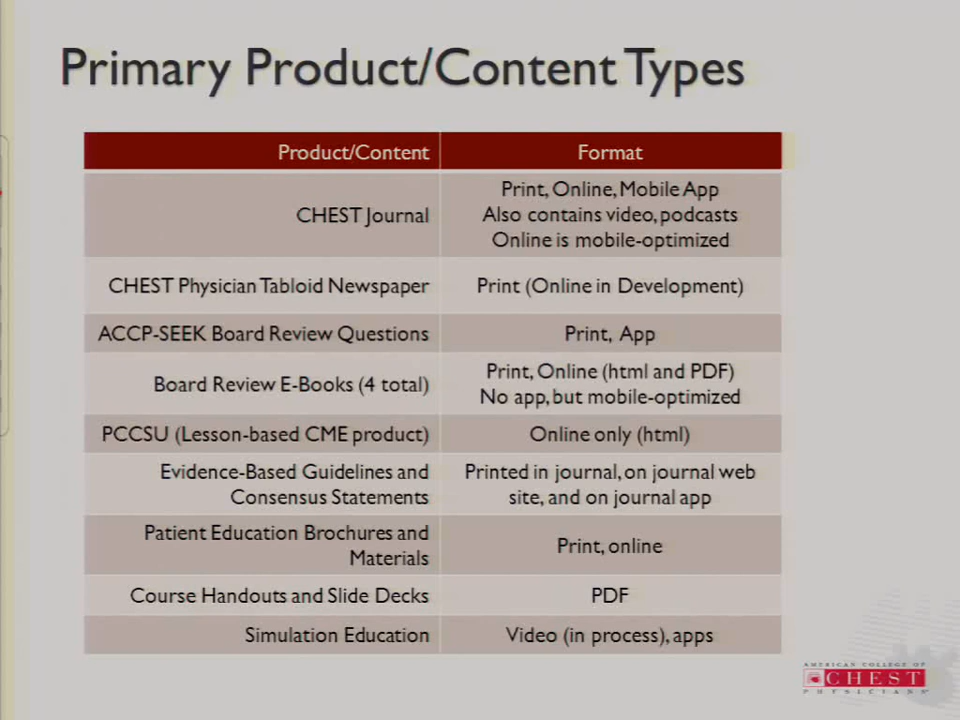 Primary Product/Content Types
Product/Content
Format
CHEST Journal
Print, Online, Mobile App
Also contains video, podcasts
Online is mobile-optimized
CHEST Physician Tabloid Newspaper
Print (Online in Development)
ACCP-SEEK Board Review Questions
Print, App
Board Review E-Books (4 total)
Print, Online (html and PDF)
No app, but mobile-optimized
PCCSU (Lesson-based CME product)
Online only (html)
Evidence-Based Guidelines and
Consensus Statements
Printed in journal, on journal web
site, and on journal app
Patient Education Brochures and
Materials
Print, online
Course Handouts and Slide Decks
PDF
Simulation Education
Video (in process), apps
AMERICAN COLLEGE OF
CHEST
PHYSICIANS